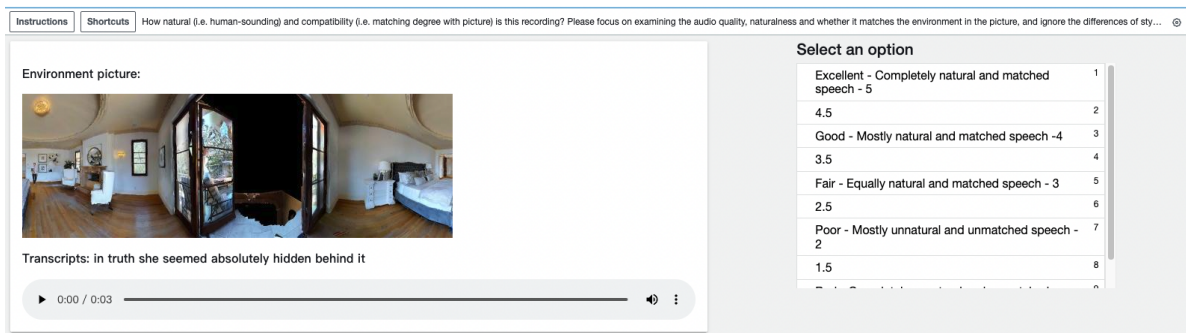 Instructions
Shortcuts
How natural (i.e. human-sounding) and compatibility (i.e. matching degree with picture) is this recording? Please focus on examining the audio quality, naturalness and whether it matches the environment in the picture, and ignore the differences of sty...
Environment picture:
Transcripts: in truth she seemed absolutely hidden behind it
0:00 / 0:03
Select an option
Excellent - Completely natural and matched 1
speech - 5
4.5 2
Good - Mostly natural and matched speech -4 3
3.5 4
Fair - Equally natural and matched speech - 3 5
2.5 6
Poor - Mostly unnatural and unmatched speech - 7
2
1.5 8